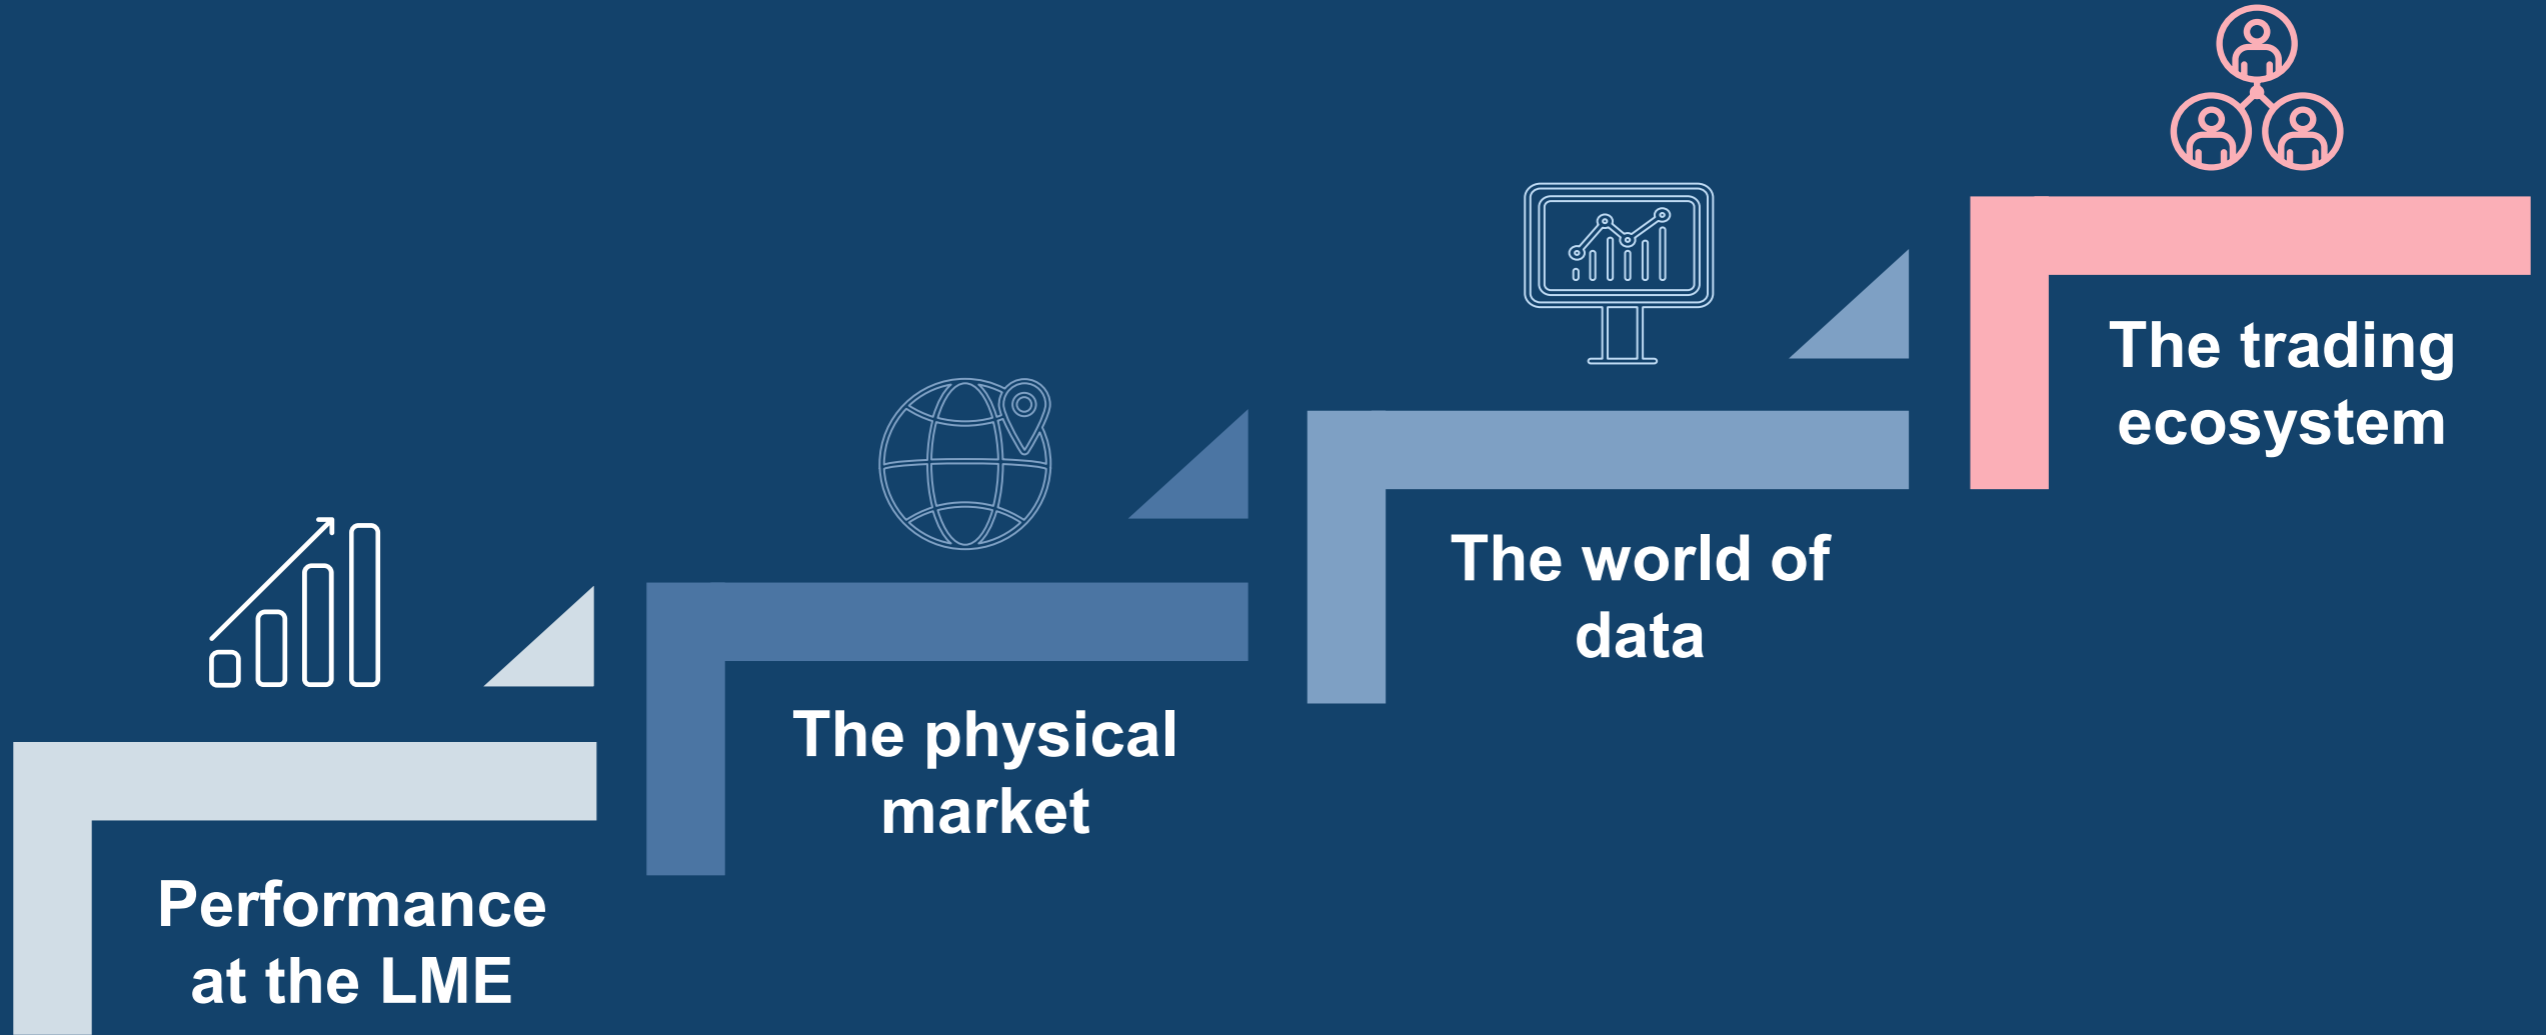 Performance
at the LME
The physical
market
The world of
data
The trading
ecosystem